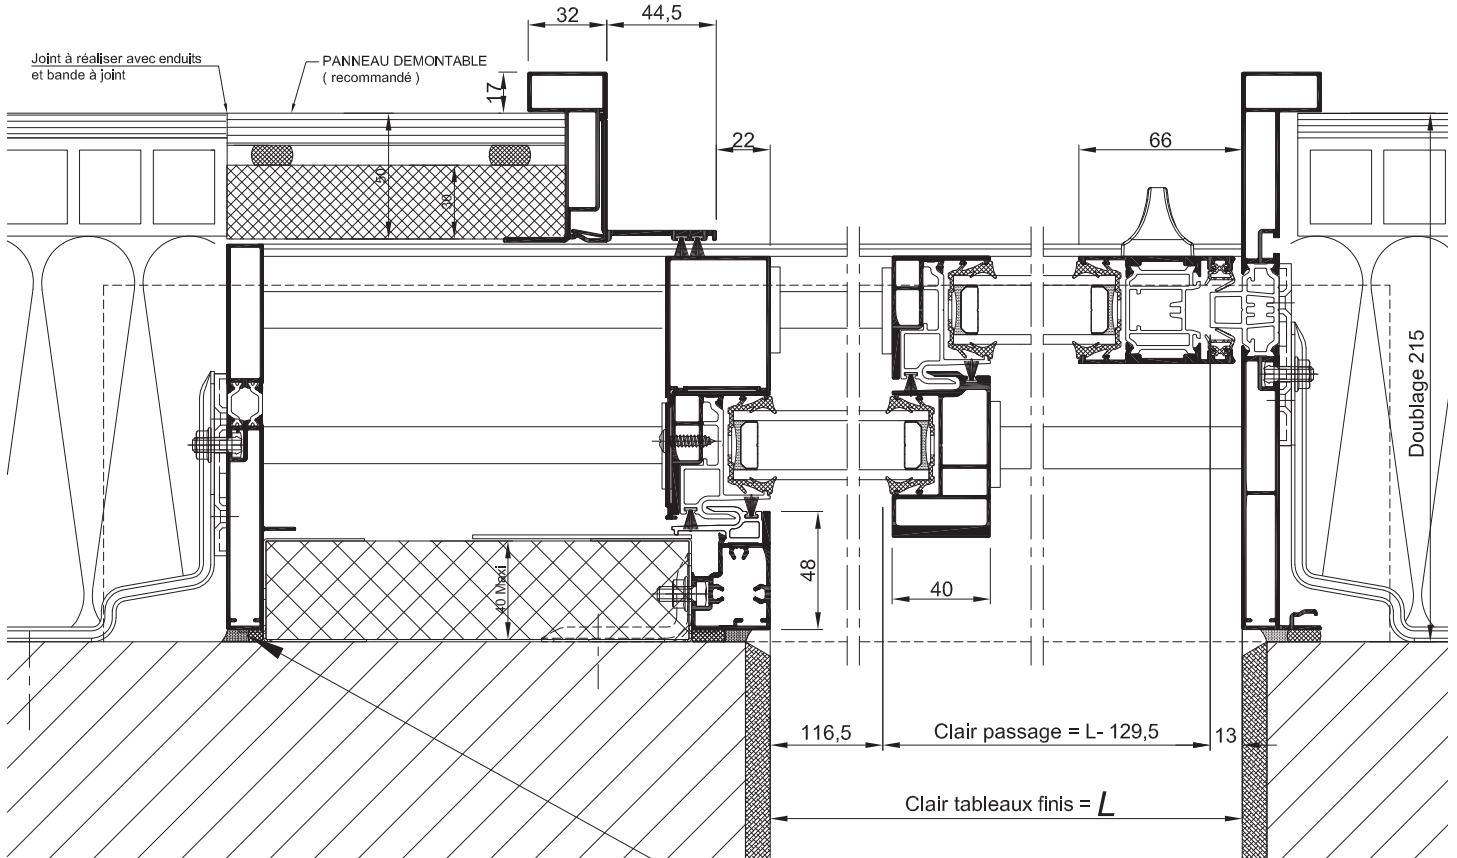 32
44,5
Joint à réaliser avec enduits
et bande à joint
PANNEAU DEMONTABLE
( recommandé )
17
22
66
50
30
Doublage 215
40 Maxi
48
40
116,5
Clair passage = L- 129,5
13
Clair tableaux finis = L